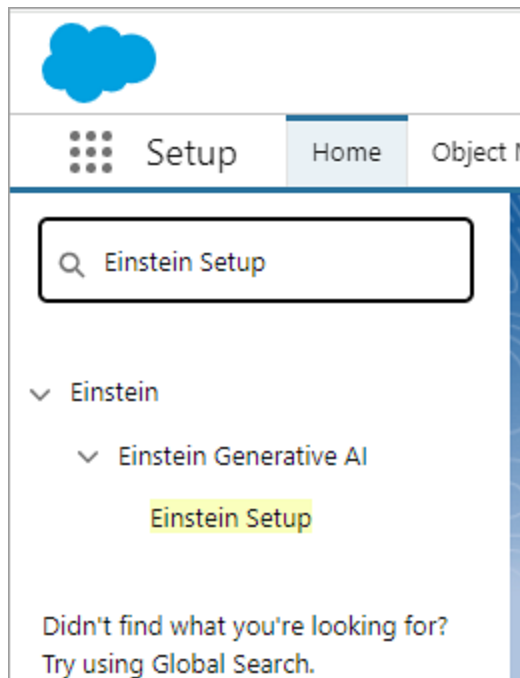 Setup
Home
Object
Einstein Setup
Einstein
Einstein Generative AI
Einstein Setup
Didn't find what you're looking for?
Try using Global Search.